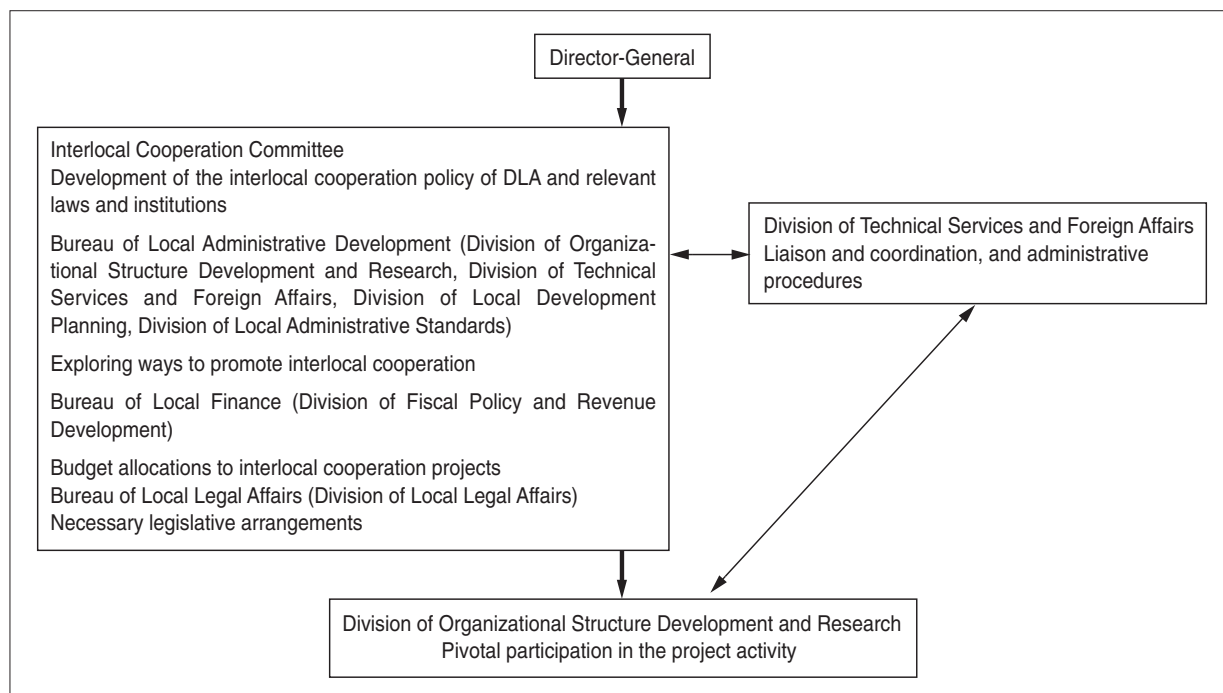 Director-General
Interlocal Cooperation Committee
Development of the interlocal cooperation policy of DLA and relevant
laws and institutions
Bureau of Local Administrative Development (Division of Organiza-
tional Structure Development and Research, Division of Technical
Services and Foreign Affairs, Division of Local Development
Planning, Division of Local Administrative Standards)
Exploring ways to promote interlocal cooperation
Bureau of Local Finance (Division of Fiscal Policy and Revenue
Development)
Budget allocations to interlocal cooperation projects
Bureau of Local Legal Affairs (Division of Local Legal Affairs)
Necessary legislative arrangements
Division of Technical Services and Foreign Affairs
Liaison and coordination, and administrative
procedures
Division of Organizational Structure Development and Research
Pivotal participation in the project activity